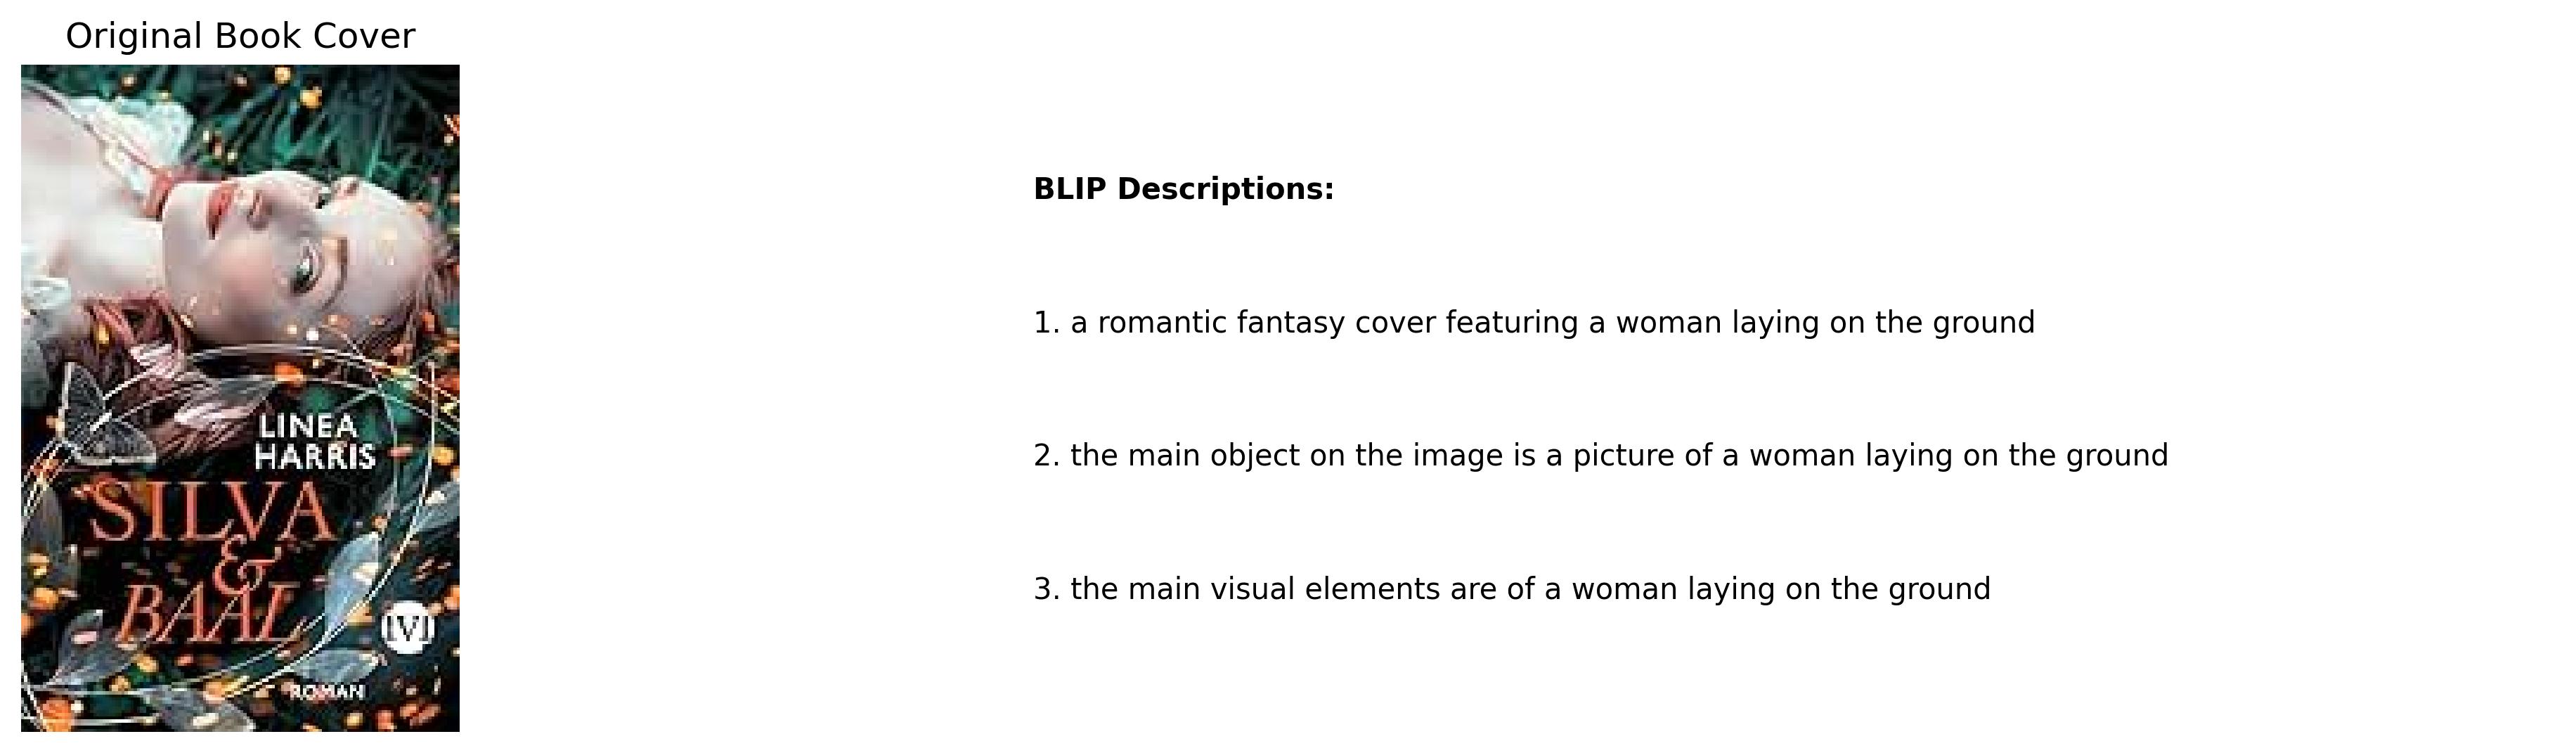 Original Book Cover
LINEA
HARRIS
SILVA
&
BAAL
[V]
ROMAN
BLIP Descriptions:
1. a romantic fantasy cover featuring a woman laying on the ground
2. the main object on the image is a picture of a woman laying on the ground
3. the main visual elements are of a woman laying on the ground